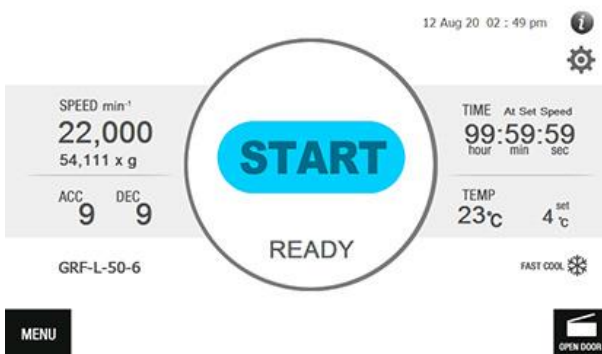 12 Aug 20 02 : 49 pm
i
SPEED min⁻¹
22,000
54,111 x g
ACC 9 DEC 9
GRF-L-50-6
START
READY
TIME At Set Speed
99:59:59
hour min sec
TEMP
23°C 4 set °C
FAST COOL
MENU
OPEN DOOR